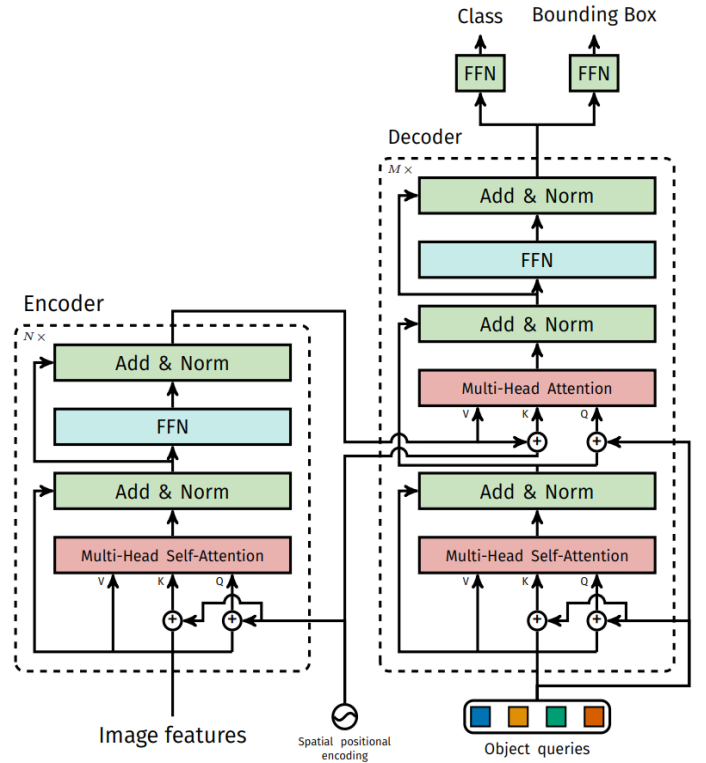 Class
Bounding Box
FFN
FFN
Decoder
M×
Add & Norm
FFN
Add & Norm
Multi-Head Attention
V
K
Q
Add & Norm
Multi-Head Self-Attention
V
K
Q
Encoder
N×
Add & Norm
FFN
Add & Norm
Multi-Head Self-Attention
V
K
Q
Image features
Spatial positional
encoding
Object queries